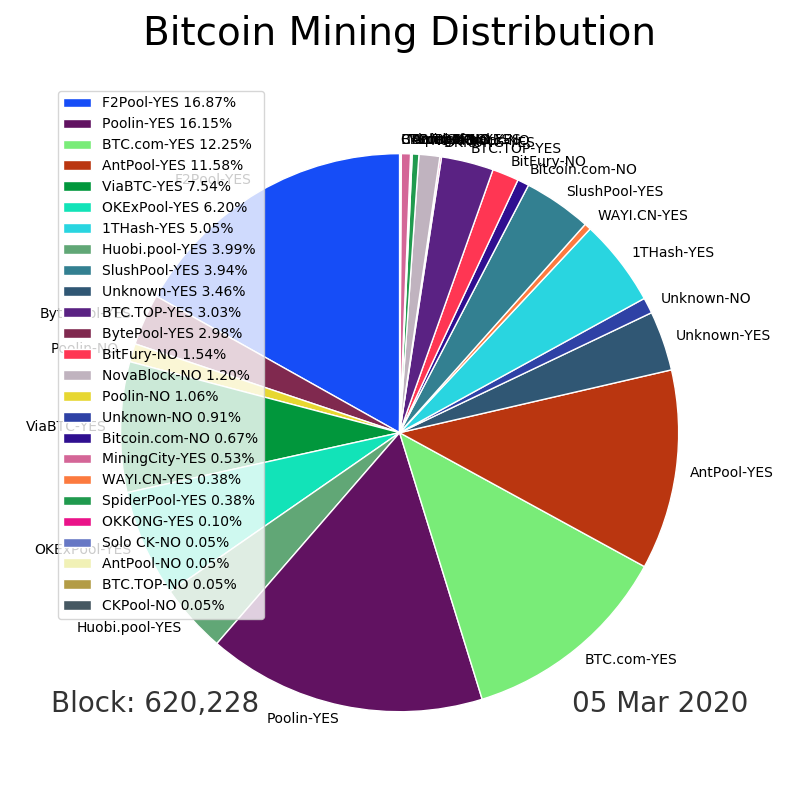 Bitcoin Mining Distribution
F2Pool-YES 16.87%
Poolin-YES 16.15%
BTC.com-YES 12.25%
AntPool-YES 11.58%
ViaBTC-YES 7.54%
OKExPool-YES 6.20%
1THash-YES 5.05%
Huobi.pool-YES 3.99%
SlushPool-YES 3.94%
Unknown-YES 3.46%
BTC.TOP-YES 3.03%
BytePool-YES 2.98%
BitFury-NO 1.54%
NovaBlock-NO 1.20%
Poolin-NO 1.06%
Unknown-NO 0.91%
Bitcoin.com-NO 0.67%
MiningCity-YES 0.53%
WAYI.CN-YES 0.38%
SpiderPool-YES 0.38%
OKKONG-YES 0.10%
Solo CK-NO 0.05%
AntPool-NO 0.05%
BTC.TOP-NO 0.05%
CKPool-NO 0.05%
BTC.TOP-YES
BitFury-NO
Bitcoin.com-NO
SlushPool-YES
WAYI.CN-YES
1THash-YES
Unknown-NO
Unknown-YES
AntPool-YES
BTC.com-YES
Poolin-YES
Huobi.pool-YES
OKExPool-YES
ViaBTC-YES
Poolin-NO
F2Pool-YES
Block: 620,228
05 Mar 2020